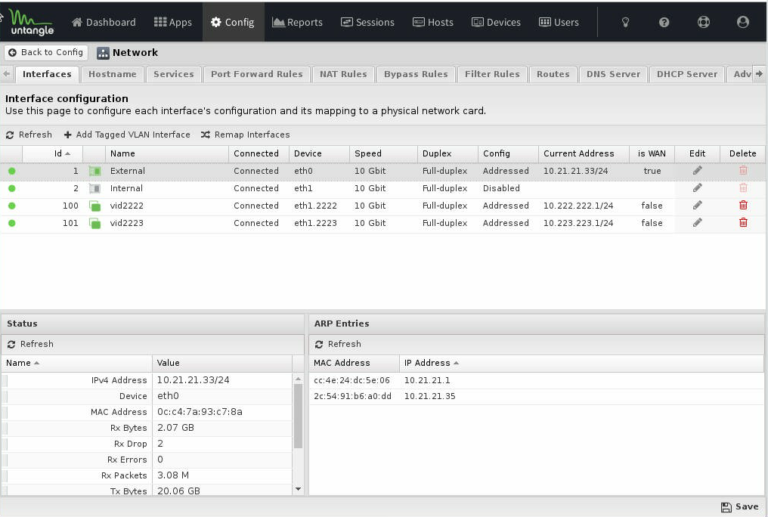 untangle
Dashboard Apps Config Reports Sessions Hosts Devices Users
Back to Config Network
Interfaces Hostname Services Port Forward Rules NAT Rules Bypass Rules Filter Rules Routes DNS Server DHCP Server Adv
Interface configuration
Use this page to configure each interface's configuration and its mapping to a physical network card.
Refresh Add Tagged VLAN Interface Remap Interfaces
Id Name Connected Device Speed Duplex Config Current Address is WAN Edit Delete
1 External Connected eth0 10 Gbit Full-duplex Addressed 10.21.21.33/24 true
2 Internal Connected eth1 10 Gbit Full-duplex Disabled
100 vid2222 Connected eth1.2222 10 Gbit Full-duplex Addressed 10.222.222.1/24 false
101 vid2223 Connected eth1.2223 10 Gbit Full-duplex Addressed 10.223.223.1/24 false
Status
Refresh
Name Value
IPv4 Address 10.21.21.33/24
Device eth0
MAC Address 0c:c4:7a:93:c7:8a
Rx Bytes 2.07 GB
Rx Drop 2
Rx Errors 0
Rx Packets 3.08 M
Tx Bytes 20.06 GB
ARP Entries
Refresh
MAC Address IP Address
cc:4e:24:dc:5e:06 10.21.21.1
2c:54:91:b6:a0:dd 10.21.21.35
Save